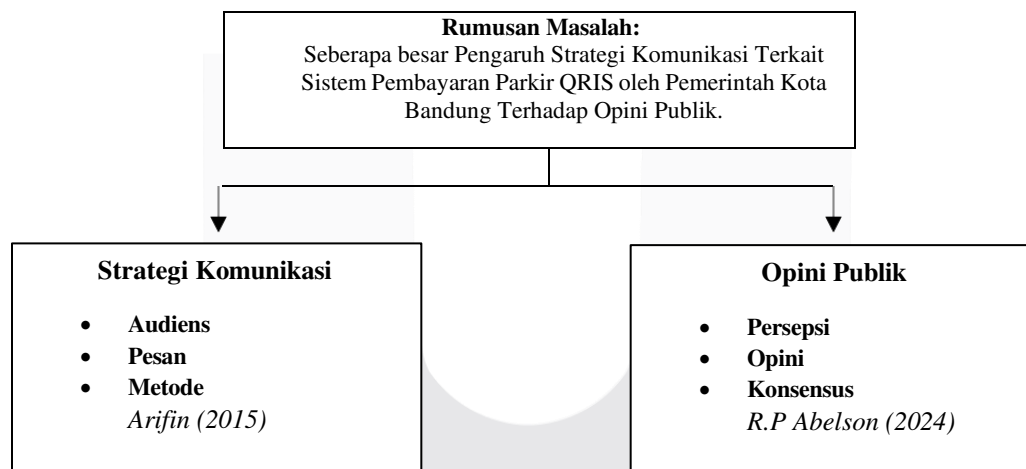 Rumusan Masalah:
Seberapa besar Pengaruh Strategi Komunikasi Terkait
Sistem Pembayaran Parkir QRIS oleh Pemerintah Kota
Bandung Terhadap Opini Publik.
Strategi Komunikasi
• Audiens
• Pesan
• Metode
Arifin (2015)
Opini Publik
• Persepsi
• Opini
• Konsensus
R.P Abelson (2024)